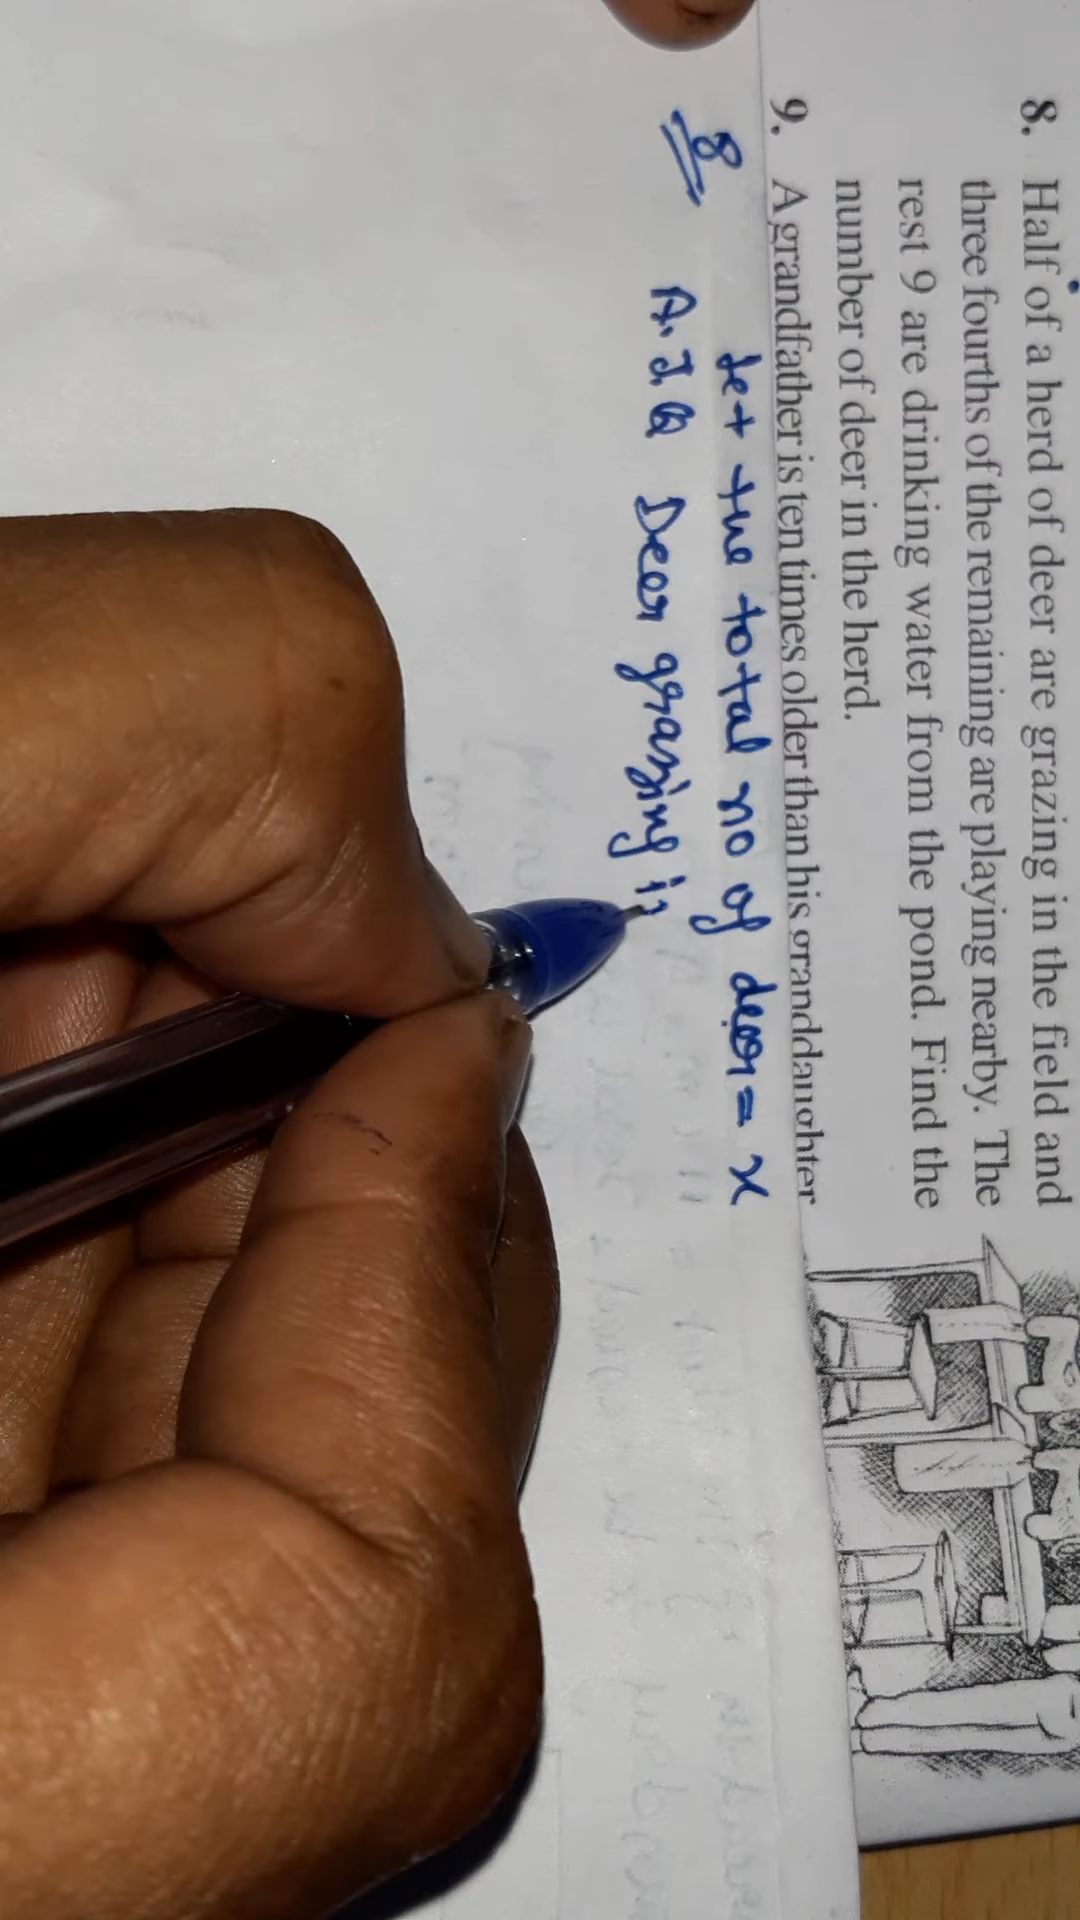 8. Half of a herd of deer are grazing in the field and
three fourths of the remaining are playing nearby. The
rest 9 are drinking water from the pond. Find the
number of deer in the herd.
9. A grandfather is ten times older than his granddaughter
8 let the total no of deer = x
A.T.Q Deer grazing in